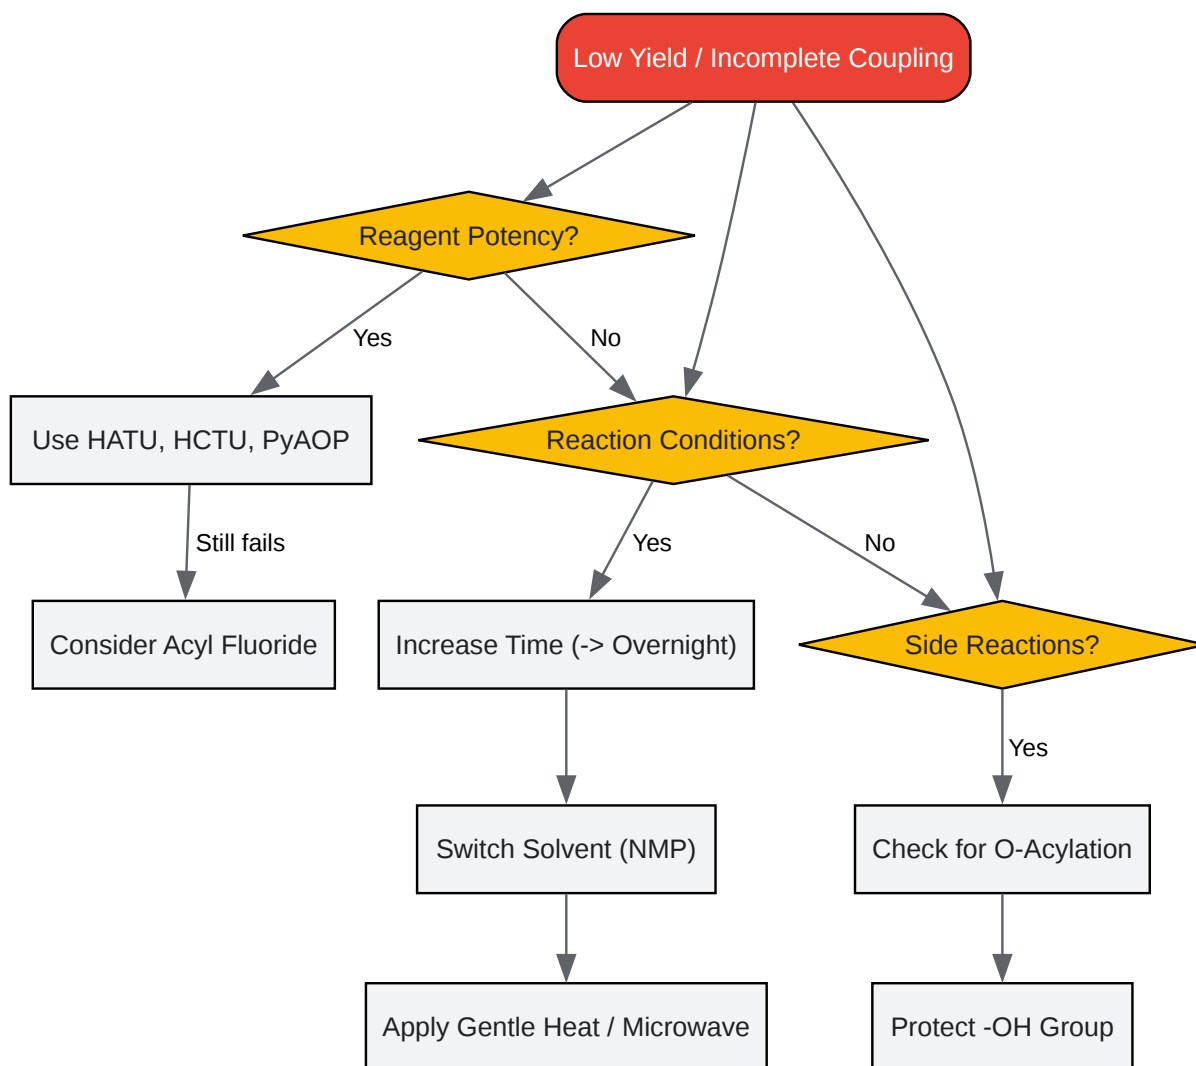 Low Yield / Incomplete Coupling
Reagent Potency?
Yes
No
Use HATU, HCTU, PyAOP
Reaction Conditions?
Still fails
Yes
No
Consider Acyl Fluoride
Increase Time (-> Overnight)
Side Reactions?
Yes
Switch Solvent (NMP)
Check for O-Acylation
Apply Gentle Heat / Microwave
Protect -OH Group